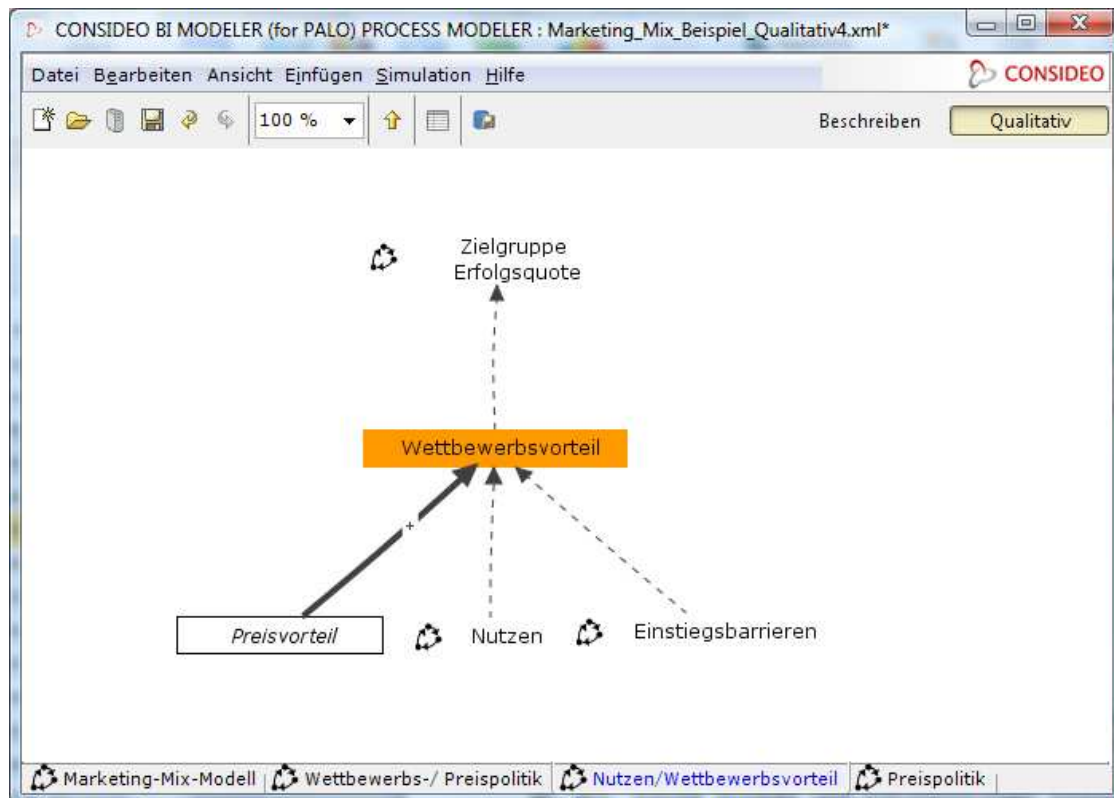 CONSIDEO BI MODELER (for PALO) PROCESS MODELER : Marketing_Mix_Beispiel_Qualitativ4.xml*
Datei Bearbeiten Ansicht Einfügen Simulation Hilfe
CONSIDEO
100 %
Beschreiben
Qualitativ
Zielgruppe
Erfolgsquote
Wettbewerbsvorteil
+
Preisvorteil
Nutzen
Einstiegsbarrieren
Marketing-Mix-Modell
Wettbewerbs-/ Preispolitik
Nutzen/Wettbewerbsvorteil
Preispolitik